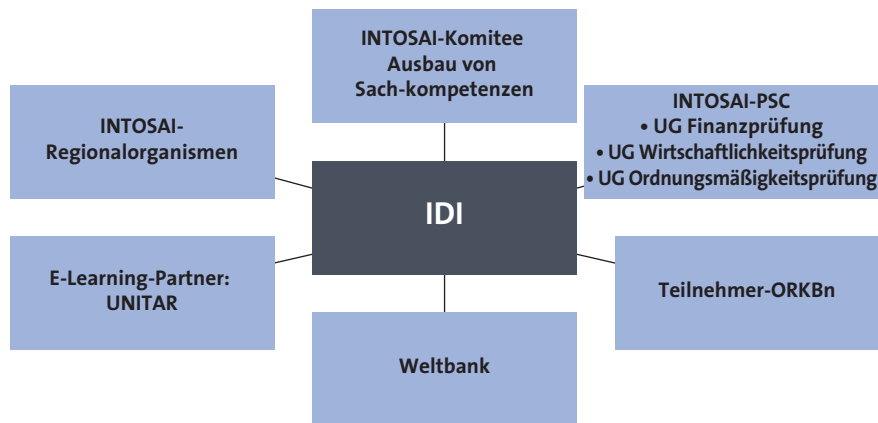 INTOSAI-Komitee
Ausbau von
Sach-kompetenzen
INTOSAI-
Regionalorganismen
INTOSAI-PSC
• UG Finanzprüfung
• UG Wirtschaftlichkeitsprüfung
• UG Ordnungsmäßigkeitsprüfung
IDI
E-Learning-Partner:
UNITAR
Teilnehmer-ORKBn
Weltbank